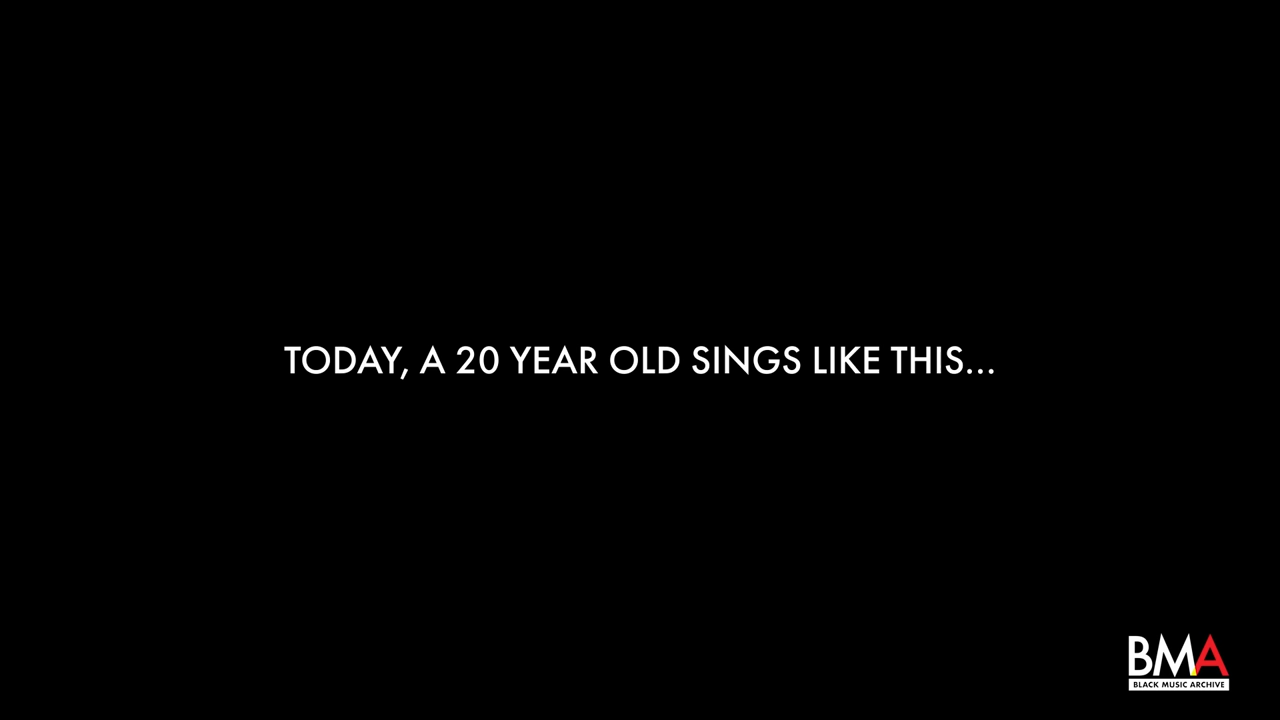 TODAY, A 20 YEAR OLD SINGS LIKE THIS...
BMA
BLACK MUSIC ARCHIVE